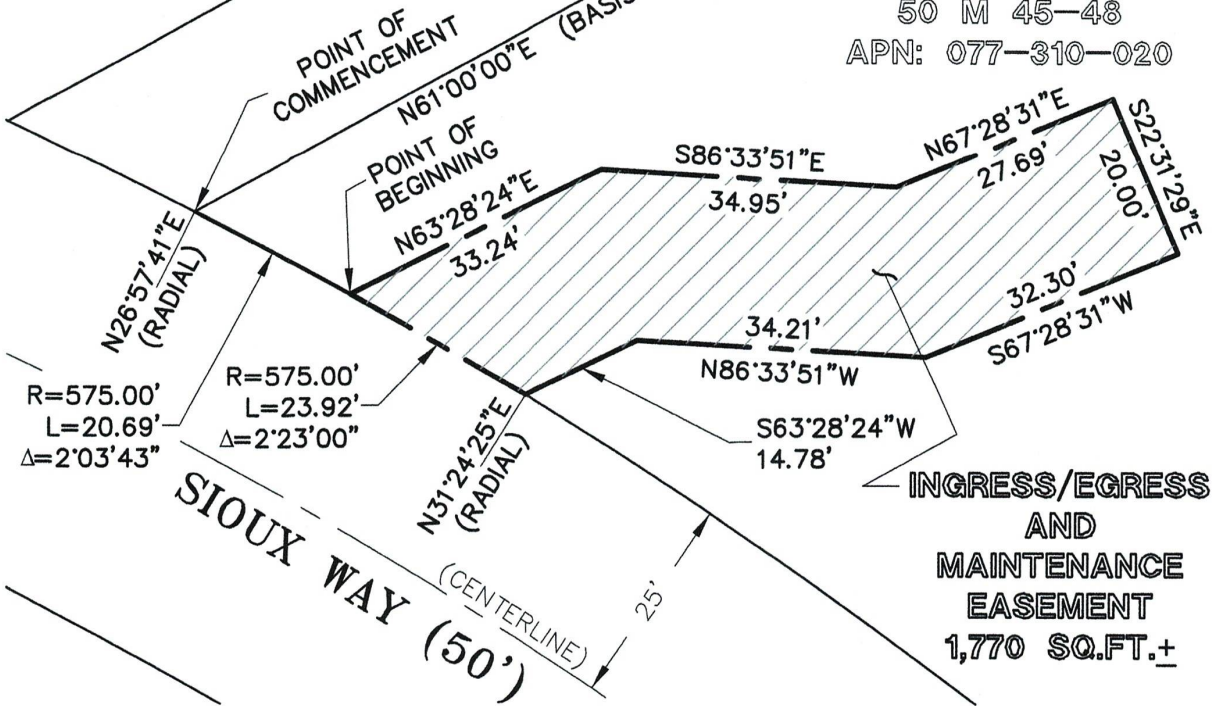 50 M 45–48
APN: 077–310–020
POINT OF
COMMENCEMENT
N61°00'00"E (BASIS
POINT OF
BEGINNING
N63°28'24"E
33.24'
S86°33'51"E
34.95'
N67°28'31"E
27.69'
S22°31'29"E
20.00'
32.30'
S67°28'31"W
34.21'
N86°33'51"W
S63°28'24"W
14.78'
N26°57'41"E
(RADIAL)
R=575.00'
L=20.69'
Δ=2°03'43"
R=575.00'
L=23.92'
Δ=2°23'00"
N31°24'25"E
(RADIAL)
SIOUX WAY (50')
(CENTERLINE)
25'
INGRESS/EGRESS
AND
MAINTENANCE
EASEMENT
1,770 SQ.FT.±